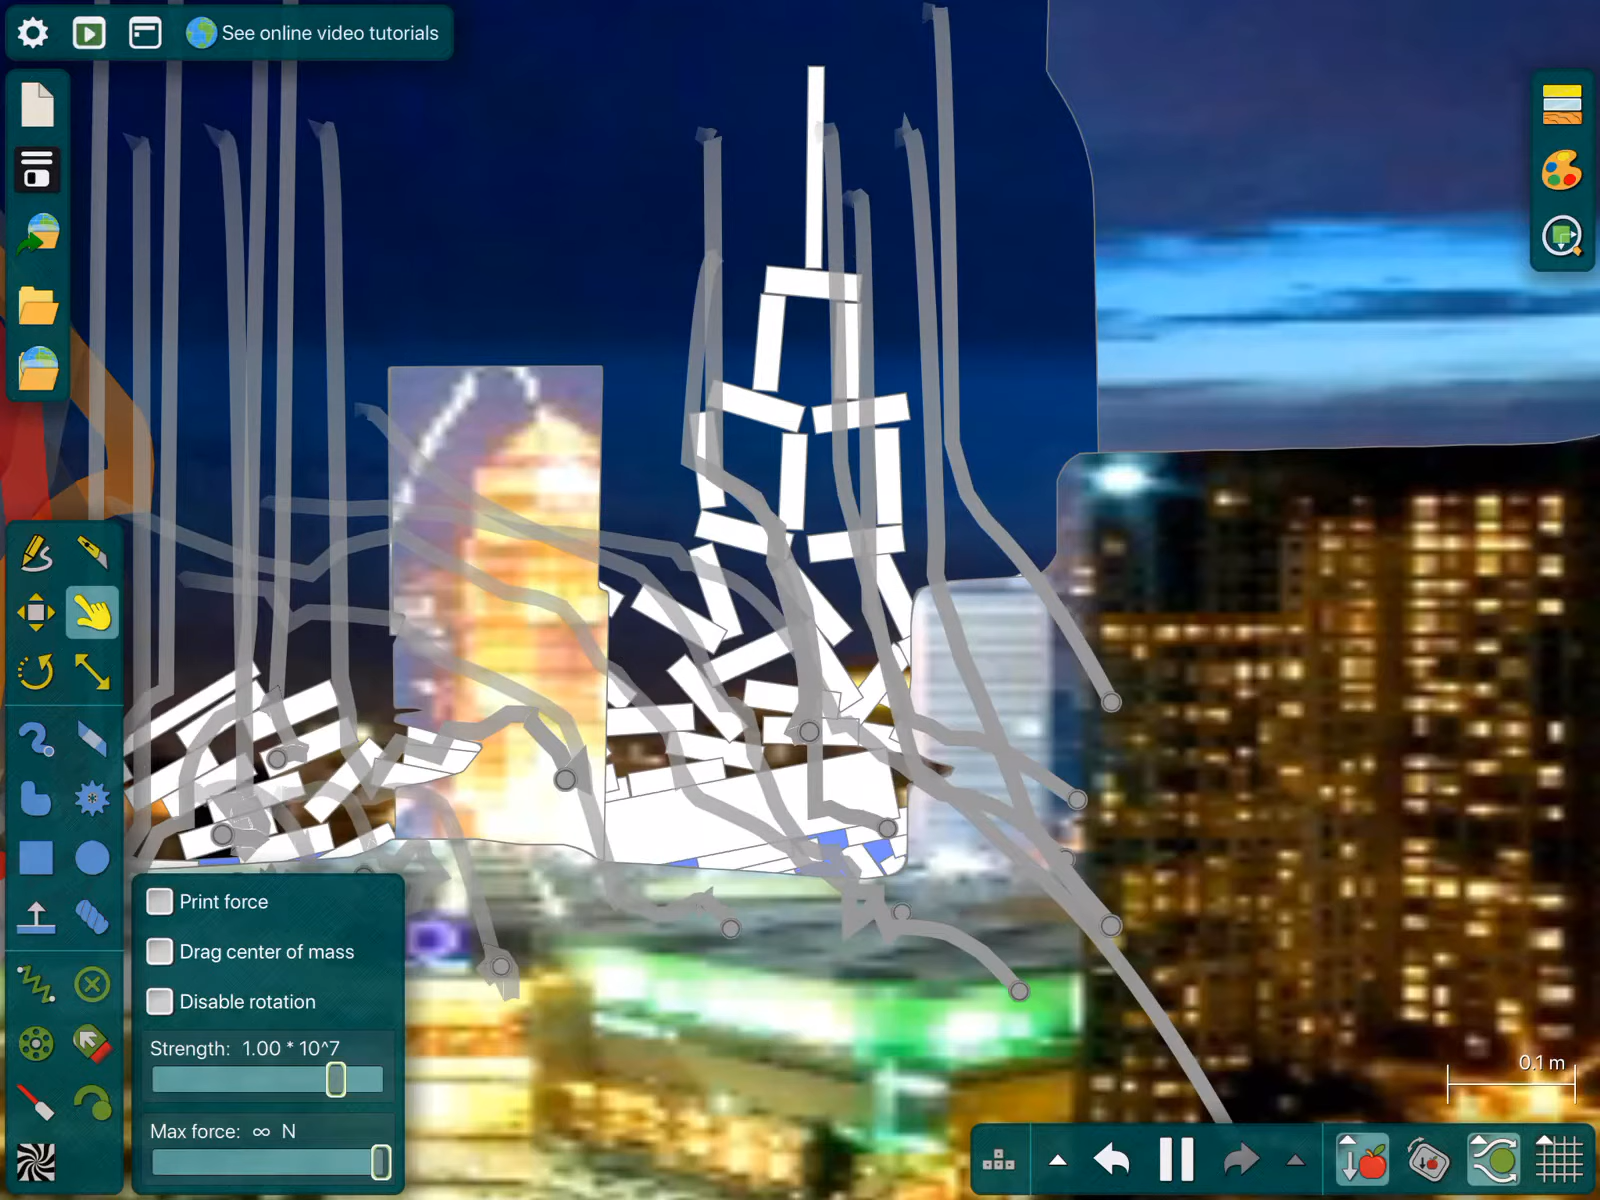 See online video tutorials
Print force
Drag center of mass
Disable rotation
Strength: 1.00 * 10^7
Max force: ∞ N
0.1 m